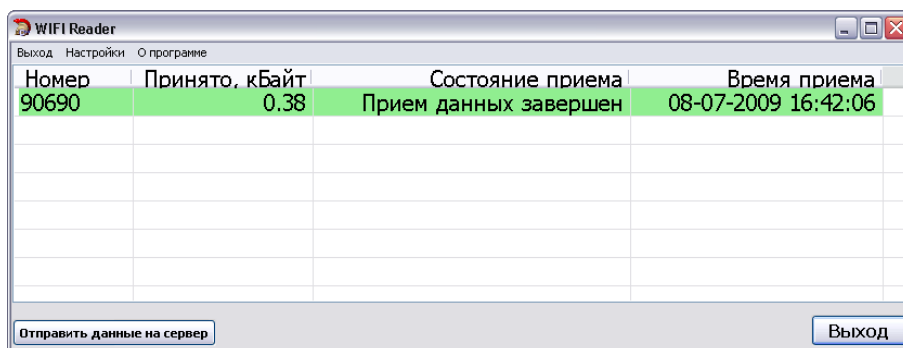 WIFI Reader
Выход Настройки О программе
Номер Принято, кБайт Состояние приема Время приема
90690 0.38 Прием данных завершен 08-07-2009 16:42:06
Отправить данные на сервер Выход